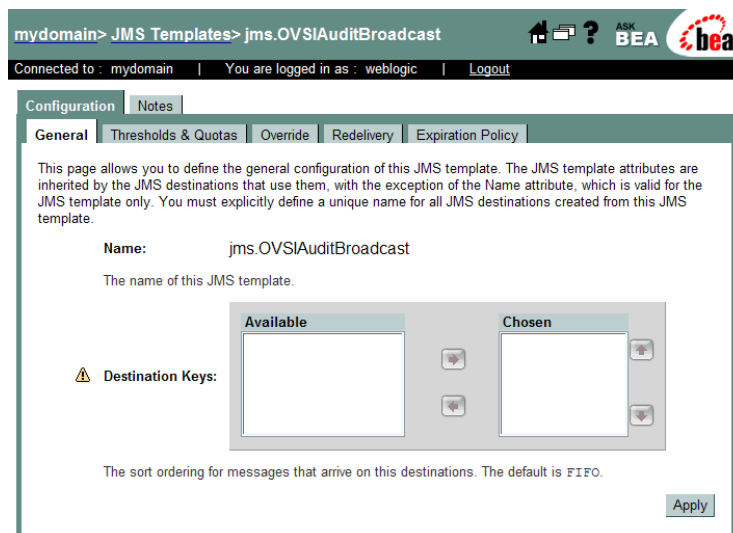 mydomain> JMS Templates> jms.OVSIAuditBroadcast ? ASK BEA bea
Connected to : mydomain | You are logged in as : weblogic | Logout
Configuration Notes
General Thresholds & Quotas Override Redelivery Expiration Policy
This page allows you to define the general configuration of this JMS template. The JMS template attributes are
inherited by the JMS destinations that use them, with the exception of the Name attribute, which is valid for the
JMS template only. You must explicitly define a unique name for all JMS destinations created from this JMS
template.
Name: jms.OVSIAuditBroadcast
The name of this JMS template.
Available Chosen
Destination Keys:
The sort ordering for messages that arrive on this destinations. The default is FIFO.
Apply